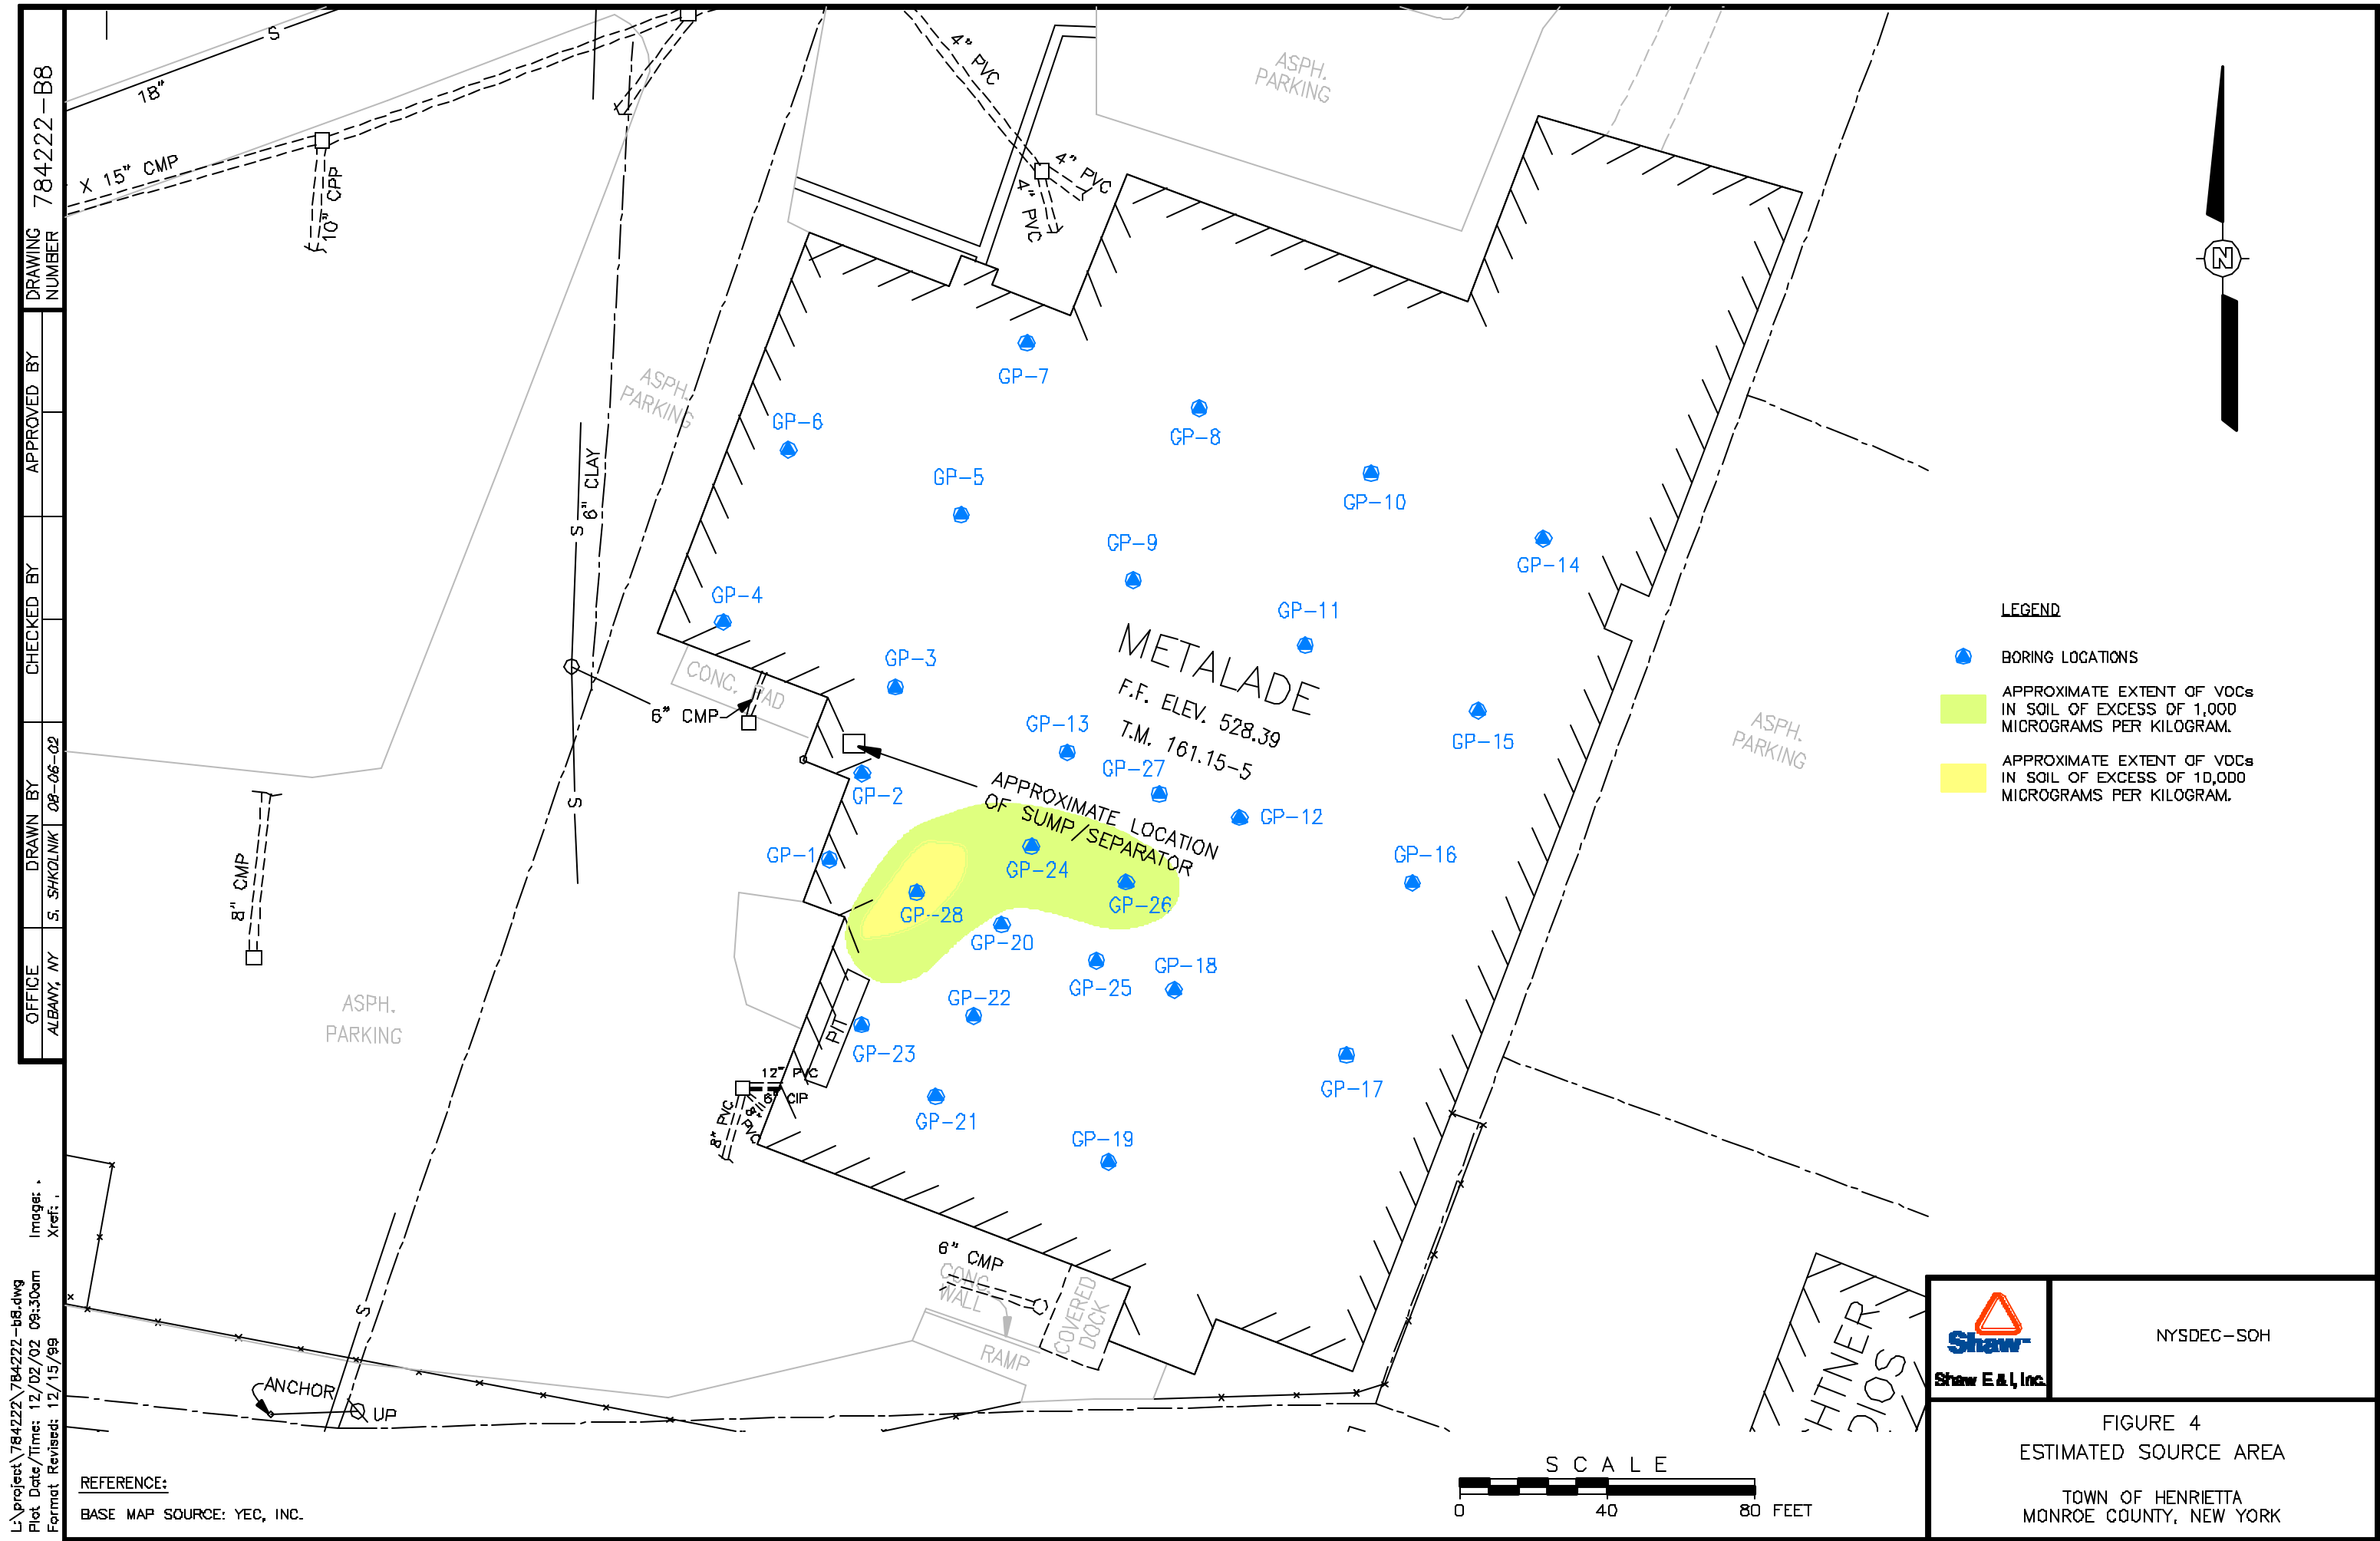 DRAWING
NUMBER
784222-B8
APPROVED BY
CHECKED BY
DRAWN BY
S. SHKOLNIK
08-06-02
OFFICE
ALBANY, NY
L:\project\784222\784222-b8.dwg
Plot Date/Time: 12/02/02 09:30am
Format Revised: 12/15/99
Image: .
Xref: .
S
18"
X 15" CMP
10" CPP
4" PVC
4" PVC
4" PVC
ASPH.
PARKING
ASPH.
PARKING
6" CLAY
S
GP-7
GP-6
GP-8
GP-5
GP-10
GP-9
GP-14
GP-4
GP-11
GP-3
METALADE
F.F. ELEV. 528.39
T.M. 161.15-5
CONC. PAD
6" CMP
GP-13
GP-27
GP-15
ASPH.
PARKING
GP-2
S
APPROXIMATE LOCATION
OF SUMP/SEPARATOR
GP-12
GP-1
GP-24
GP-16
GP-28
GP-26
GP-20
8" CMP
GP-25
GP-18
GP-22
ASPH.
PARKING
PIT
GP-23
12" PVC
6" CIP
8" PVC
8" PVC
GP-17
GP-21
GP-19
6" CMP
CONC.
WALL
COVERED
DOCK
RAMP
S
ANCHOR
UP
HTNER
DIOS
N
LEGEND
BORING LOCATIONS
APPROXIMATE EXTENT OF VOCs
IN SOIL OF EXCESS OF 1,000
MICROGRAMS PER KILOGRAM.
APPROXIMATE EXTENT OF VOCs
IN SOIL OF EXCESS OF 10,000
MICROGRAMS PER KILOGRAM.
REFERENCE:
BASE MAP SOURCE: YEC, INC.
SCALE
0 40 80 FEET
Shaw™
Shaw E & I, Inc.
NYSDEC-SOH
FIGURE 4
ESTIMATED SOURCE AREA
TOWN OF HENRIETTA
MONROE COUNTY, NEW YORK